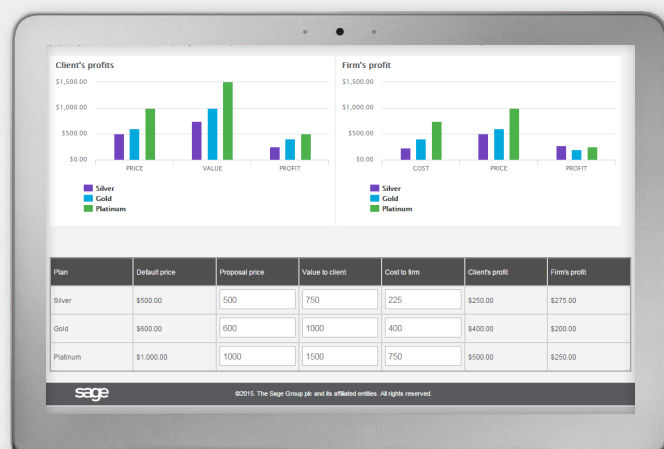 Client's profits
$1,500.00
$1,000.00
$500.00
$0.00
PRICE VALUE PROFIT
Silver
Gold
Platinum
Firm's profit
$1,500.00
$1,000.00
$500.00
$0.00
COST PRICE PROFIT
Silver
Gold
Platinum
Plan Default price Proposal price Value to client Cost to firm Client's profit Firm's profit
Silver $500.00 500 750 225 $250.00 $275.00
Gold $600.00 600 1000 400 $400.00 $200.00
Platinum $1,000.00 1000 1500 750 $500.00 $250.00
sage ©2015. The Sage Group plc and its affiliated entities. All rights reserved.